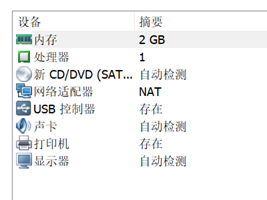 设备 摘要
内存 2 GB
处理器 1
新 CD/DVD (SAT... 自动检测
网络适配器 NAT
USB 控制器 存在
声卡 自动检测
打印机 存在
显示器 自动检测